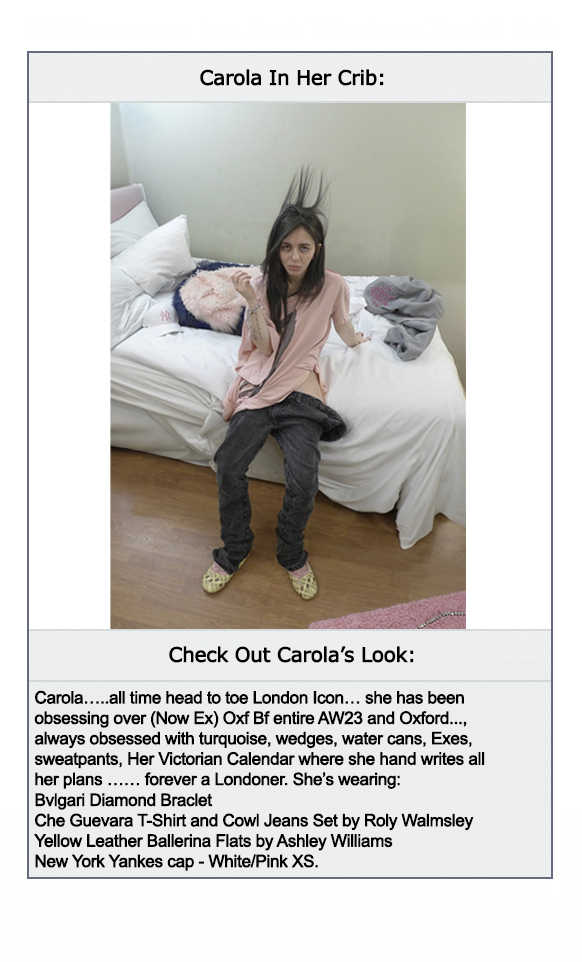 Carola In Her Crib:
Check Out Carola’s Look:
Carola…..all time head to toe London Icon… she has been
obsessing over (Now Ex) Oxf Bf entire AW23 and Oxford...,
always obsessed with turquoise, wedges, water cans, Exes,
sweatpants, Her Victorian Calendar where she hand writes all
her plans …… forever a Londoner. She’s wearing:
Bvlgari Diamond Braclet
Che Guevara T-Shirt and Cowl Jeans Set by Roly Walmsley
Yellow Leather Ballerina Flats by Ashley Williams
New York Yankes cap - White/Pink XS.